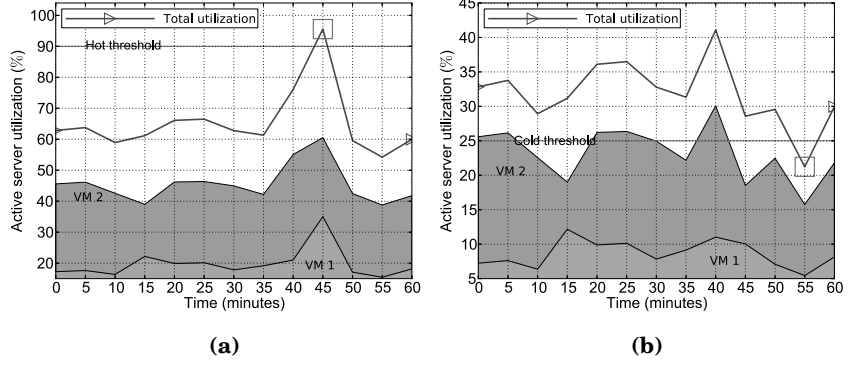 Total utilization
Hot threshold
VM 2
VM 1
Active server utilization (%)
100
90
80
70
60
50
40
30
20
0 5 10 15 20 25 30 35 40 45 50 55 60
Time (minutes)
(a)
Total utilization
Cold threshold
VM 2
VM 1
Active server utilization (%)
45
40
35
30
25
20
15
10
5
0 5 10 15 20 25 30 35 40 45 50 55 60
Time (minutes)
(b)